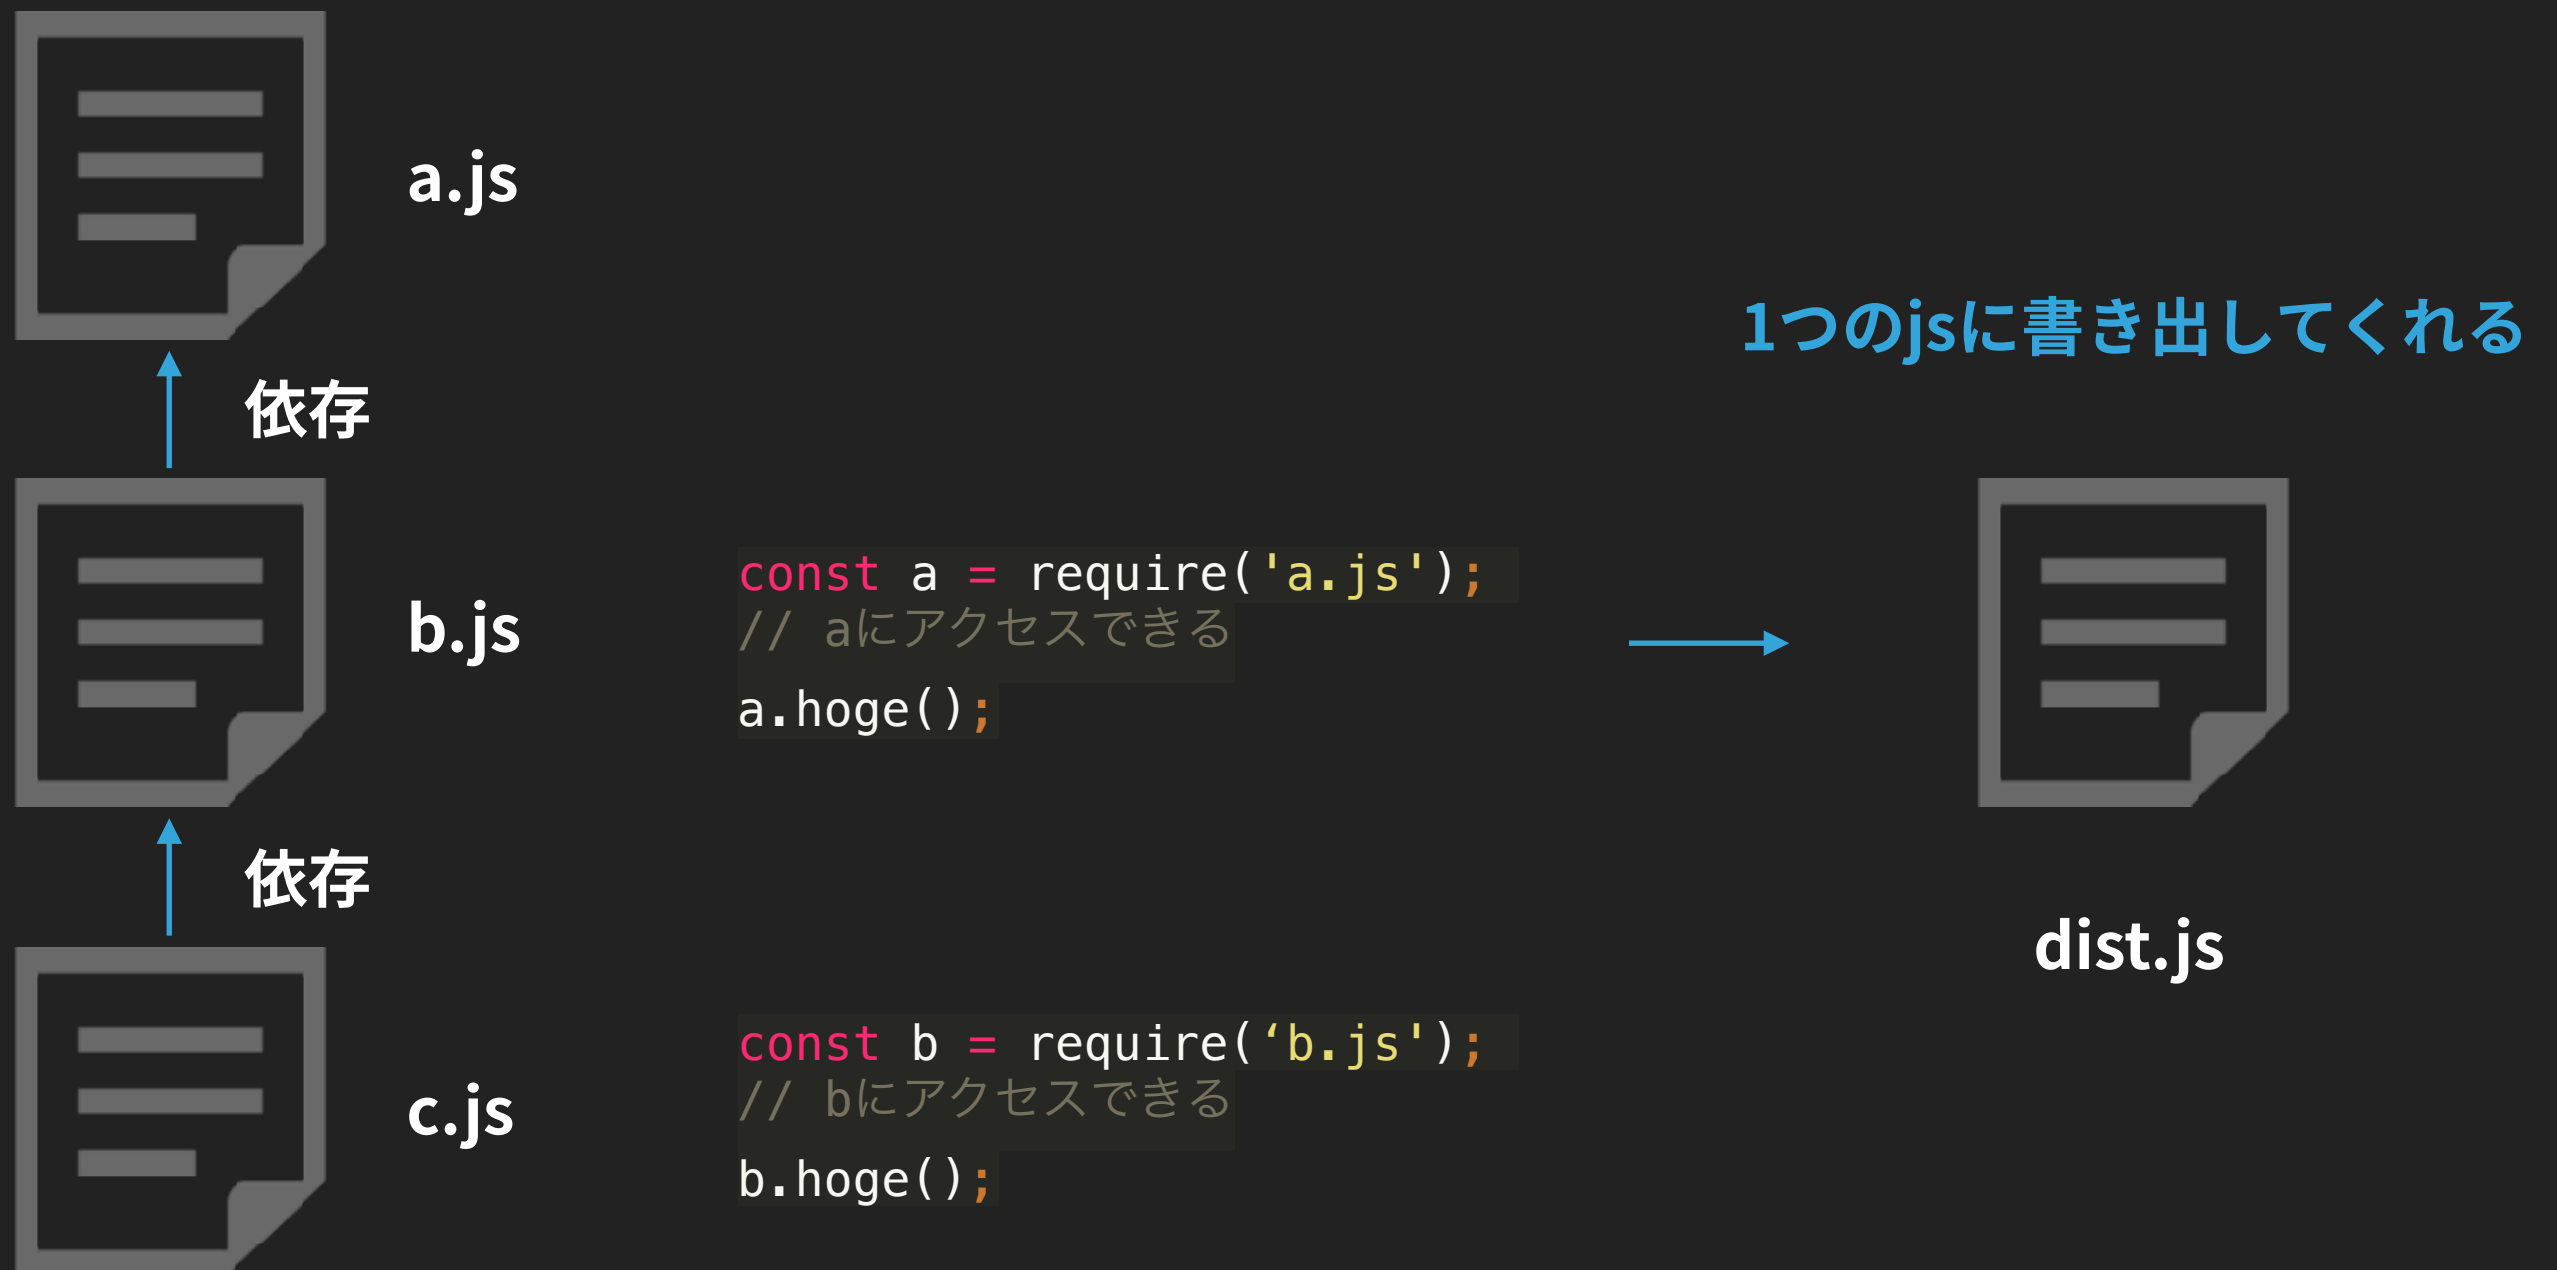 a.js
依存
b.js
依存
c.js
const a = require('a.js');
// aにアクセスできる
a.hoge();
const b = require(‘b.js');
// bにアクセスできる
b.hoge();
1つのjsに書き出してくれる
dist.js